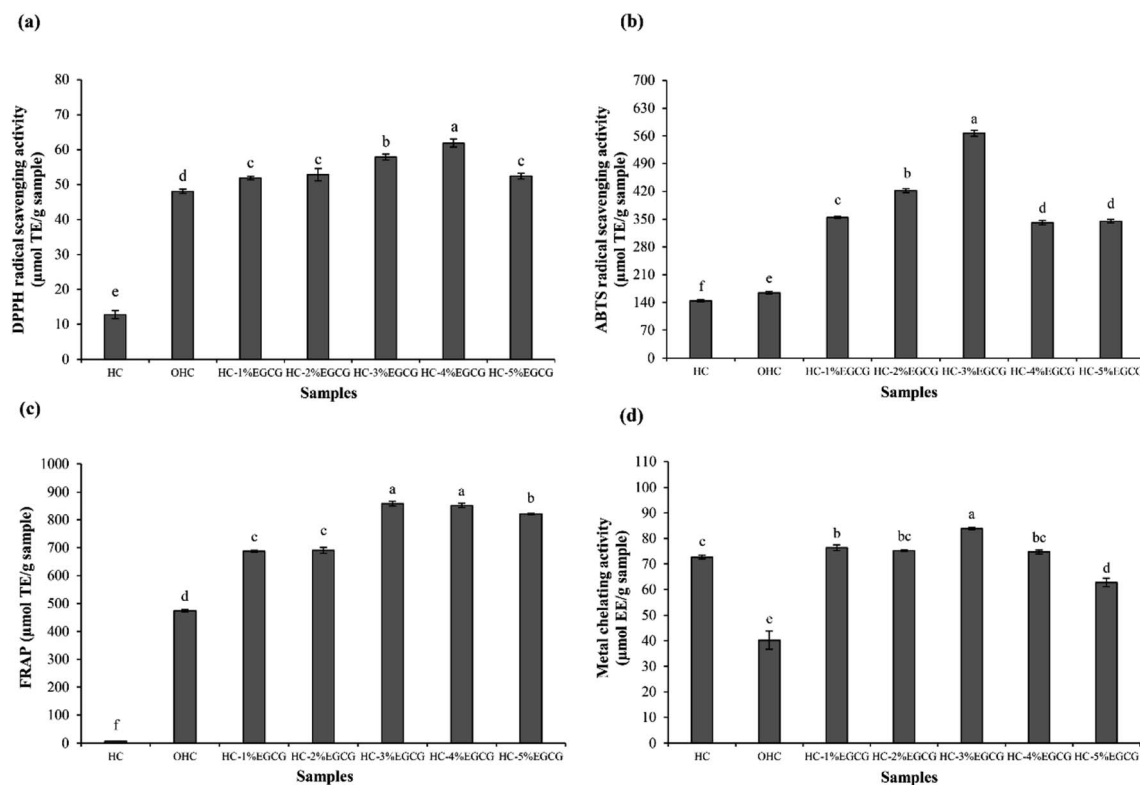 (a)
DPPH radical scavenging activity
(μmol TE/g sample)
80
70
60
50
40
30
20
10
0
e
d
c
c
b
a
c
HC
OHC
HC-1%EGCG
HC-2%EGCG
HC-3%EGCG
HC-4%EGCG
HC-5%EGCG
Samples
(b)
ABTS radical scavenging activity
(μmol TE/g sample)
700
630
560
490
420
350
280
210
140
70
0
f
e
c
b
a
d
d
HC
OHC
HC-1%EGCG
HC-2%EGCG
HC-3%EGCG
HC-4%EGCG
HC-5%EGCG
Samples
(c)
FRAP (μmol TE/g sample)
1000
900
800
700
600
500
400
300
200
100
0
f
d
c
c
a
a
b
HC
OHC
HC-1%EGCG
HC-2%EGCG
HC-3%EGCG
HC-4%EGCG
HC-5%EGCG
Samples
(d)
Metal chelating activity
(μmol EE/g sample)
110
100
90
80
70
60
50
40
30
20
10
0
c
e
b
bc
a
bc
d
HC
OHC
HC-1%EGCG
HC-2%EGCG
HC-3%EGCG
HC-4%EGCG
HC-5%EGCG
Samples